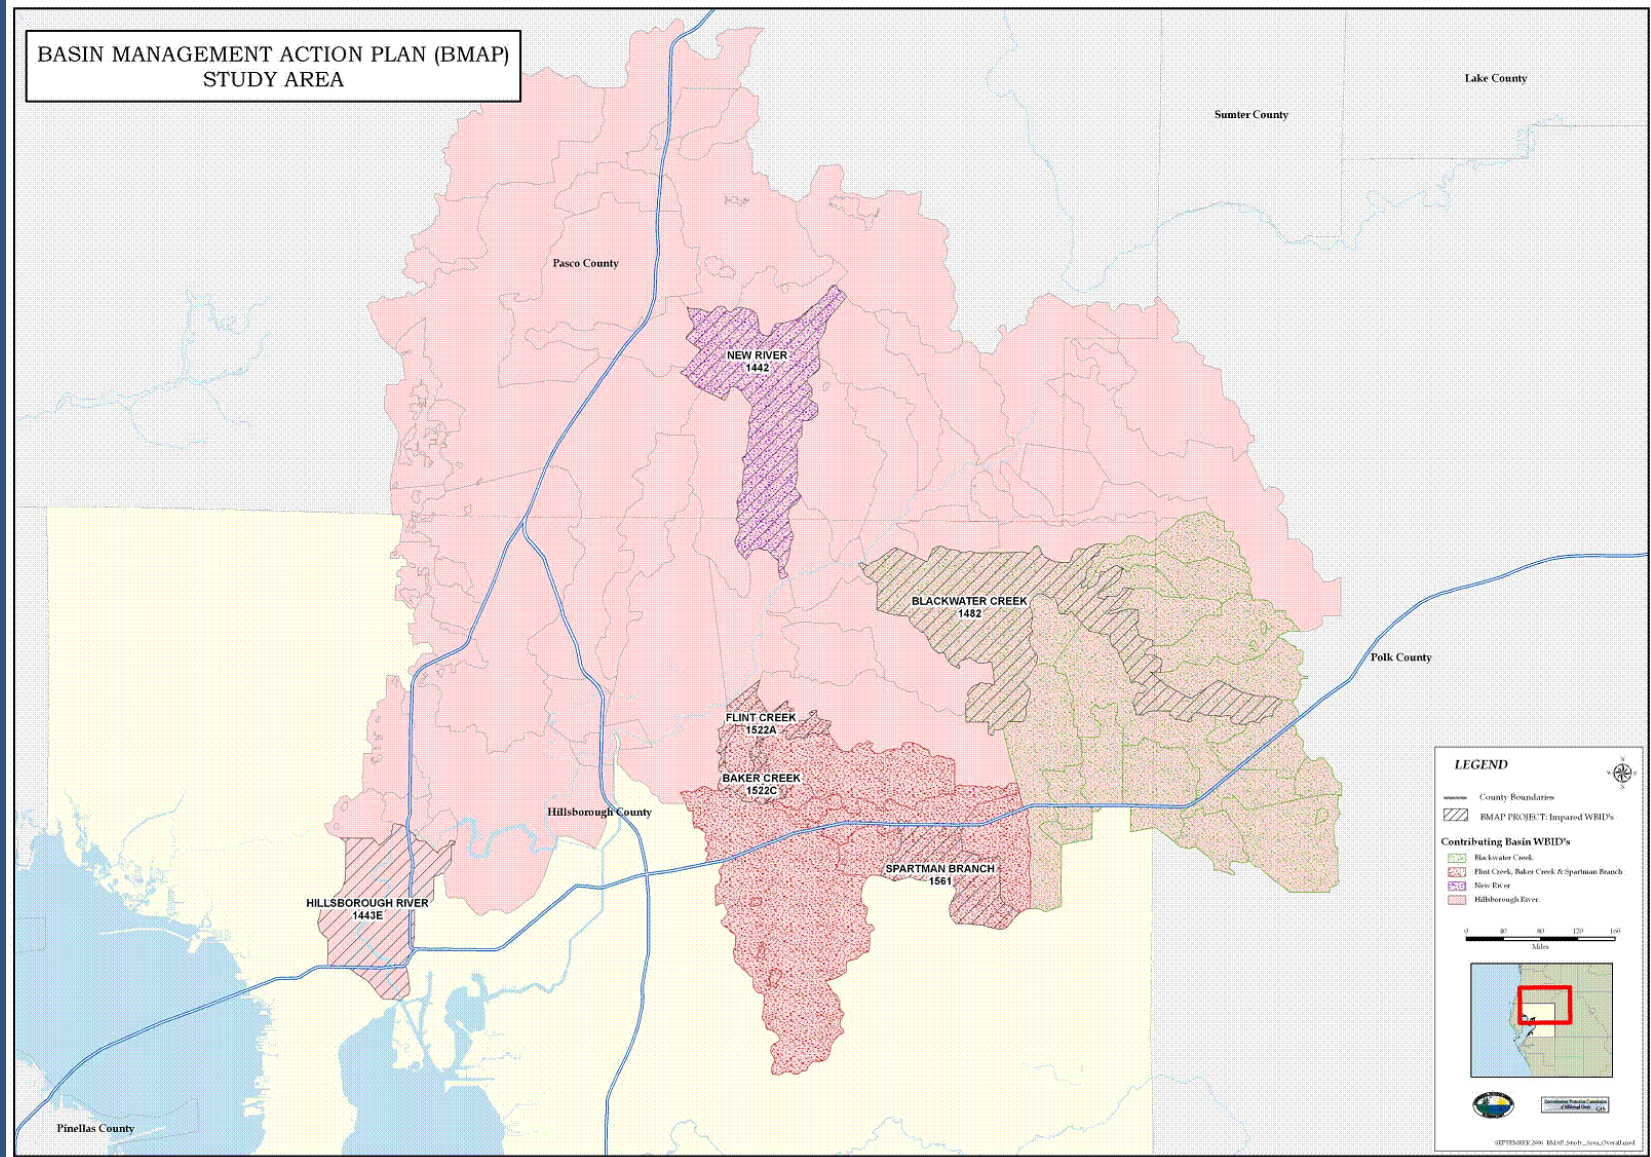 BASIN MANAGEMENT ACTION PLAN (BMAP)
STUDY AREA
Lake County
Sumter County
Pasco County
NEW RIVER
1442
BLACKWATER CREEK
1482
Polk County
FLINT CREEK
1522A
BAKER CREEK
1522C
Hillsborough County
SPARTMAN BRANCH
1561
HILLSBOROUGH RIVER
1443E
Pinellas County
LEGEND
County Boundaries
BMAP PROJECT: Impared WBID's
Contributing Basin WBID's
Blackwater Creek
Flint Creek, Baker Creek & Spartman Branch
New River
Hillsborough River
0 40 80 120 160
Miles
SEPTEMBER 2006 BMAP_Study_Area_Overall